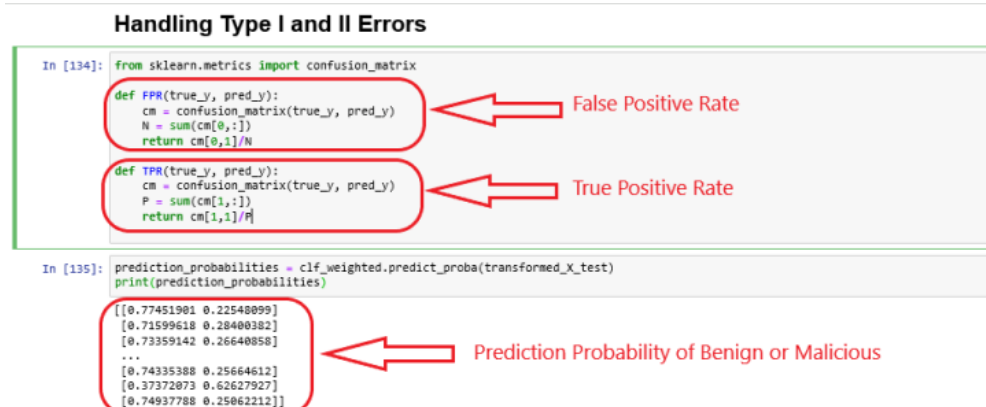 Handling Type I and II Errors
In [134]: from sklearn.metrics import confusion_matrix
def FPR(true_y, pred_y):
    cm = confusion_matrix(true_y, pred_y)
    N = sum(cm[0,:])
    return cm[0,1]/N
False Positive Rate
def TPR(true_y, pred_y):
    cm = confusion_matrix(true_y, pred_y)
    P = sum(cm[1,:])
    return cm[1,1]/P
True Positive Rate
In [135]: prediction_probabilities = clf_weighted.predict_proba(transformed_X_test)
print(prediction_probabilities)
[[0.77451901 0.22548099]
 [0.71599618 0.28400382]
 [0.73359142 0.26640858]
 ...
 [0.74335388 0.25664612]
 [0.37372073 0.62627927]
 [0.74937788 0.25062212]]
Prediction Probability of Benign or Malicious